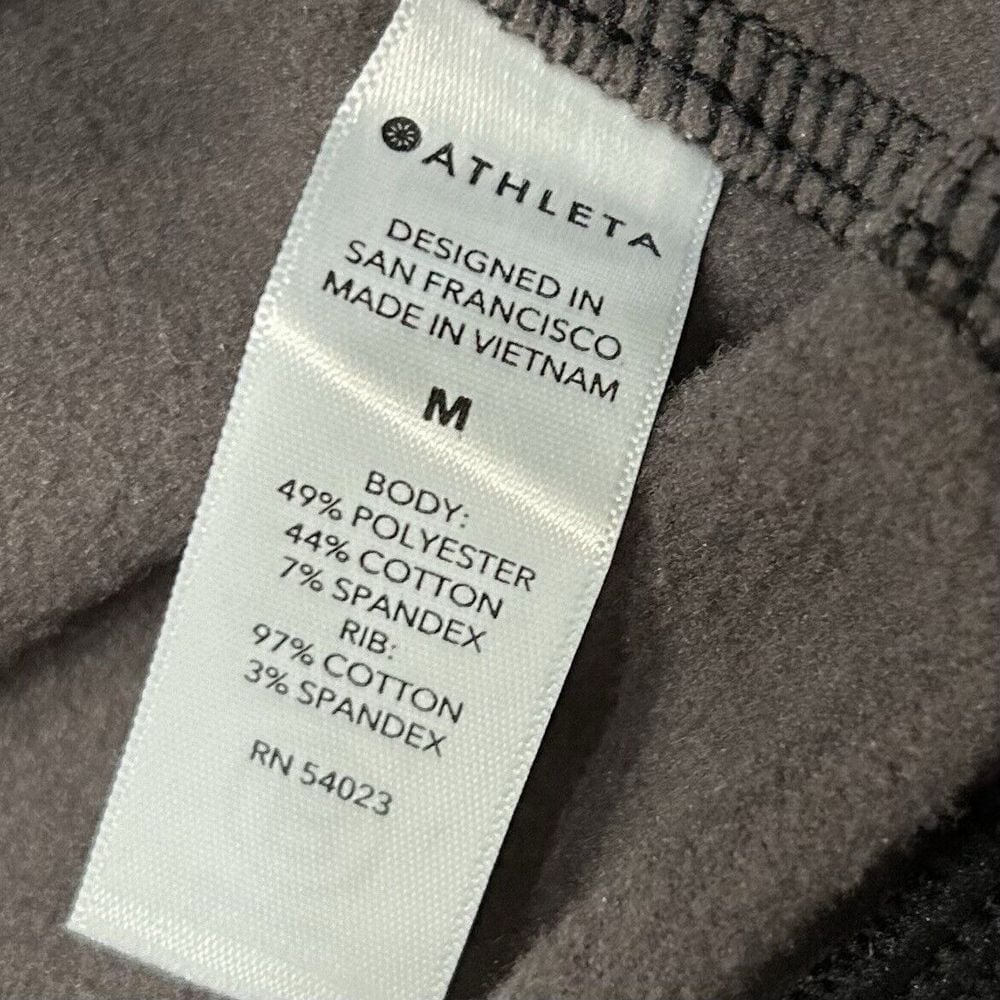 ATHLETA
DESIGNED IN
SAN FRANCISCO
MADE IN VIETNAM
M
BODY:
49% POLYESTER
44% COTTON
7% SPANDEX
RIB:
97% COTTON
3% SPANDEX
RN 54023